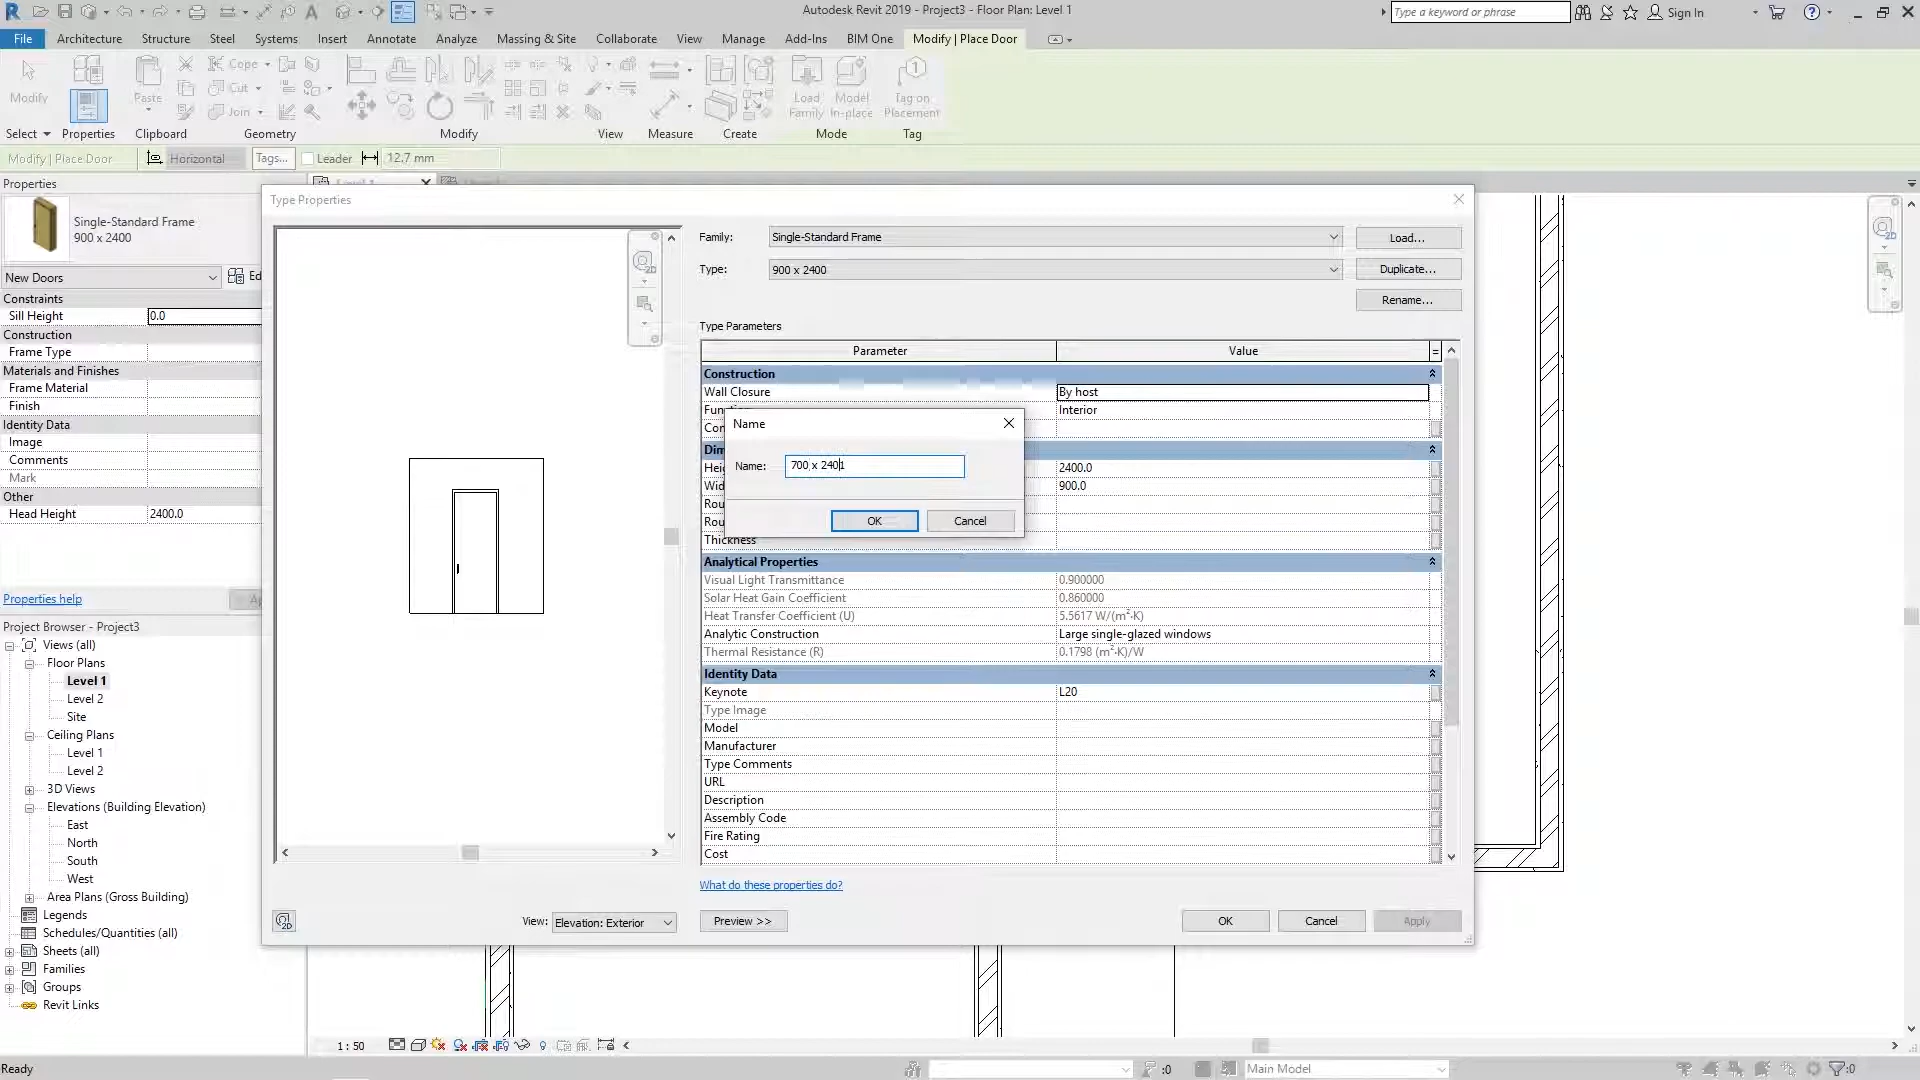 Autodesk Revit 2019 - Project3 - Floor Plan: Level 1
Type a keyword or phrase
Sign In
File
Architecture
Structure
Steel
Systems
Insert
Annotate
Analyze
Massing & Site
Collaborate
View
Manage
Add-Ins
BIM One
Modify | Place Door
Modify
Paste
Cope
Cut
Join
Load Family
Model In-place
Tag on Placement
Select
Properties
Clipboard
Geometry
Modify
View
Measure
Create
Mode
Tag
Modify | Place Door
Horizontal
Tags...
Leader
12.7 mm
Properties
Single-Standard Frame
900 x 2400
New Doors
Ed
Constraints
Sill Height 0.0
Construction
Frame Type
Materials and Finishes
Frame Material
Finish
Identity Data
Image
Comments
Mark
Other
Head Height 2400.0
Properties help
Ap
Project Browser - Project3
Views (all)
Floor Plans
Level 1
Level 2
Site
Ceiling Plans
Level 1
Level 2
3D Views
Elevations (Building Elevation)
East
North
South
West
Area Plans (Gross Building)
Legends
Schedules/Quantities (all)
Sheets (all)
Families
Groups
Revit Links
Type Properties
Family: Single-Standard Frame Load...
Type: 900 x 2400 Duplicate...
Rename...
Type Parameters
Parameter Value =
Construction
Wall Closure By host
Func Interior
Con
Dim
Heig 2400.0
Wid 900.0
Rou
Rou
Thickness
Analytical Properties
Visual Light Transmittance 0.900000
Solar Heat Gain Coefficient 0.860000
Heat Transfer Coefficient (U) 5.5617 W/(m²·K)
Analytic Construction Large single-glazed windows
Thermal Resistance (R) 0.1798 (m²·K)/W
Identity Data
Keynote L20
Type Image
Model
Manufacturer
Type Comments
URL
Description
Assembly Code
Fire Rating
Cost
What do these properties do?
2D
View: Elevation: Exterior
Preview >>
OK
Cancel
Apply
Name
Name: 700 x 2401
OK
Cancel
1 : 50
Ready
:0
Main Model
:0